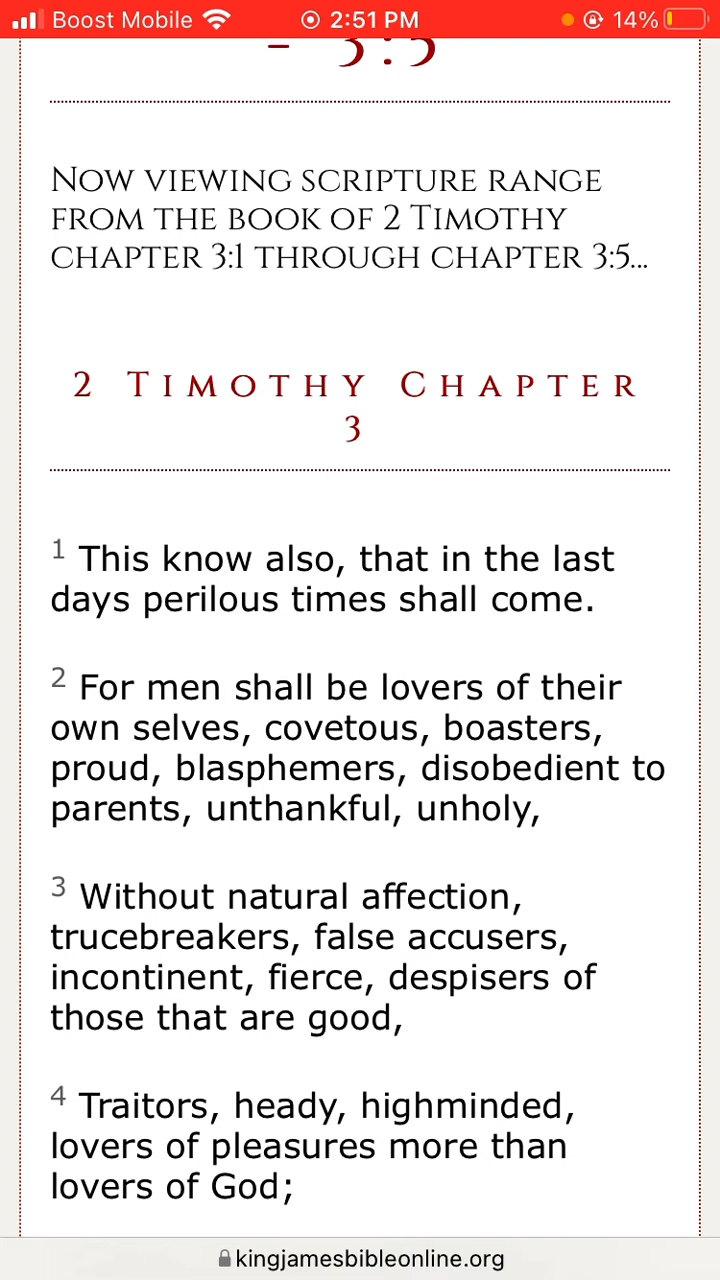 Boost Mobile 2:51 PM 14%
- 3:5
NOW VIEWING SCRIPTURE RANGE
FROM THE BOOK OF 2 TIMOTHY
CHAPTER 3:1 THROUGH CHAPTER 3:5...
2 TIMOTHY CHAPTER
3
1 This know also, that in the last
days perilous times shall come.
2 For men shall be lovers of their
own selves, covetous, boasters,
proud, blasphemers, disobedient to
parents, unthankful, unholy,
3 Without natural affection,
trucebreakers, false accusers,
incontinent, fierce, despisers of
those that are good,
4 Traitors, heady, highminded,
lovers of pleasures more than
lovers of God;
kingjamesbibleonline.org